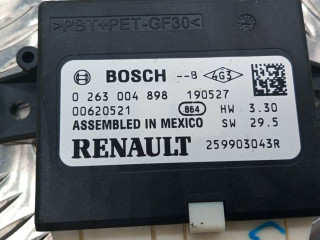 >PBT+PET-GF30<
BOSCH --B 4G3
0 263 004 898 190527
00620521 B64 HW 3.30
ASSEMBLED IN MEXICO SW 29.5
RENAULT 259903043R